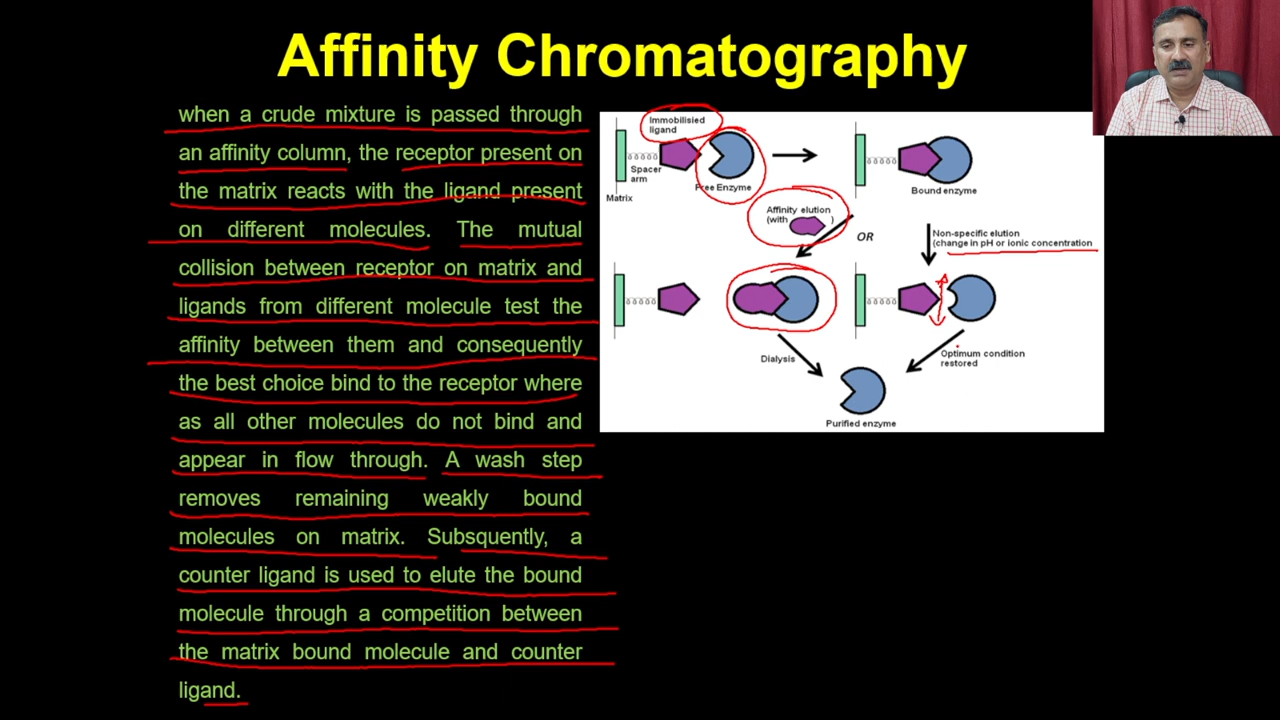 Affinity Chromatography
when a crude mixture is passed through
an affinity column, the receptor present on
the matrix reacts with the ligand present
on different molecules. The mutual
collision between receptor on matrix and
ligands from different molecule test the
affinity between them and consequently
the best choice bind to the receptor where
as all other molecules do not bind and
appear in flow through. A wash step
removes remaining weakly bound
molecules on matrix. Subsquently, a
counter ligand is used to elute the bound
molecule through a competition between
the matrix bound molecule and counter
ligand.
Immobilisied
ligand
Spacer
arm
Matrix
Free Enzyme
Bound enzyme
Affinity elution
(with )
OR
Non-specific elution
(change in pH or ionic concentration
Dialysis
Optimum condition
restored
Purified enzyme